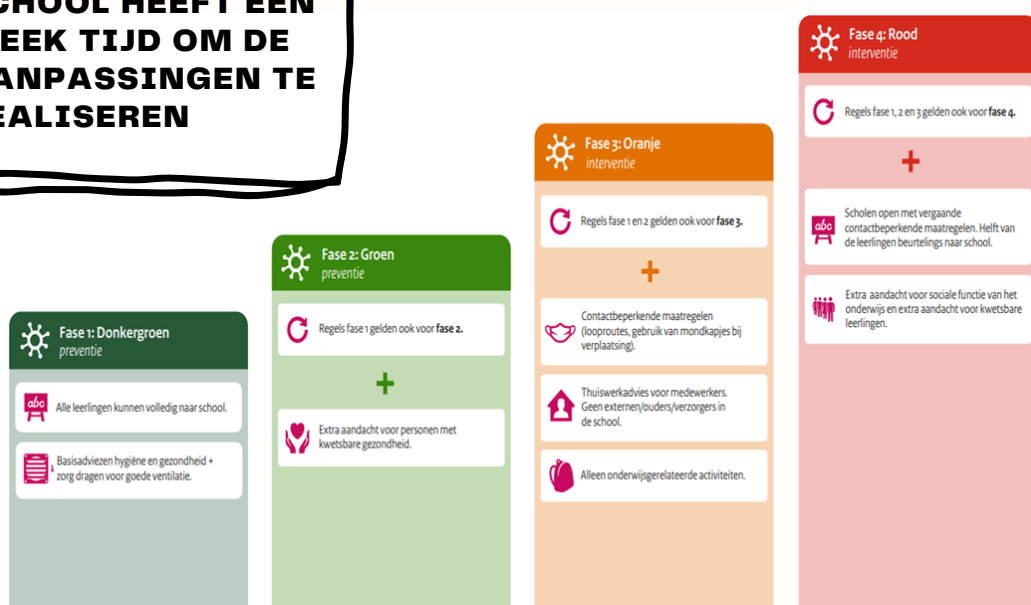 CHOOL HEEFT EEN
EEK TIJD OM DE
ANPASSINGEN TE
EALISEREN
Fase 1: Donkergroen
preventie
abc
Alle leerlingen kunnen volledig naar school.
Basisadviezen hygiëne en gezondheid +
zorg dragen voor goede ventilatie.
Fase 2: Groen
preventie
Regels fase 1 gelden ook voor fase 2.
+
Extra aandacht voor personen met
kwetsbare gezondheid.
Fase 3: Oranje
interventie
Regels fase 1 en 2 gelden ook voor fase 3.
+
Contactbeperkende maatregelen
(looproutes, gebruik van mondkapjes bij
verplaatsing).
Thuiswerkadvies voor medewerkers.
Geen externen/ouders/verzorgers in
de school.
Alleen onderwijsgerelateerde activiteiten.
Fase 4: Rood
interventie
Regels fase 1, 2 en 3 gelden ook voor fase 4.
+
abc
Scholen open met vergaande
contactbeperkende maatregelen. Helft van
de leerlingen beurtelings naar school.
Extra aandacht voor sociale functie van het
onderwijs en extra aandacht voor kwetsbare
leerlingen.